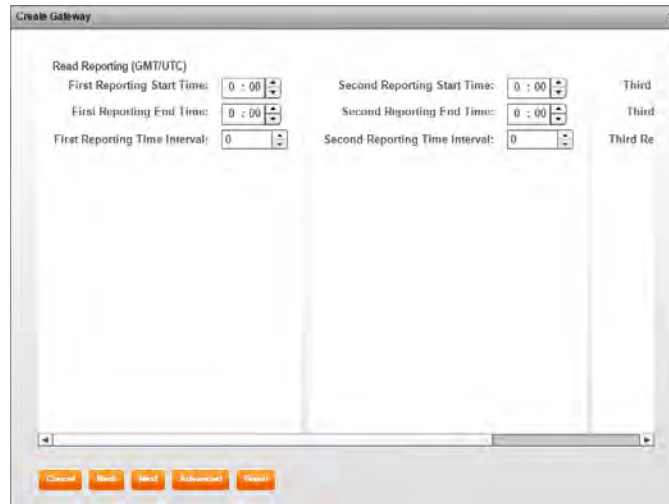 Create Gateway
Read Reporting (GMT/UTC)
First Reporting Start Time: 0 : 00 Second Reporting Start Time: 0 : 00 Third
First Reporting End Time: 0 : 00 Second Reporting End Time: 0 : 00 Third
First Reporting Time Interval: 0 Second Reporting Time Interval: 0 Third Re
Cancel Back Next Advanced Finish